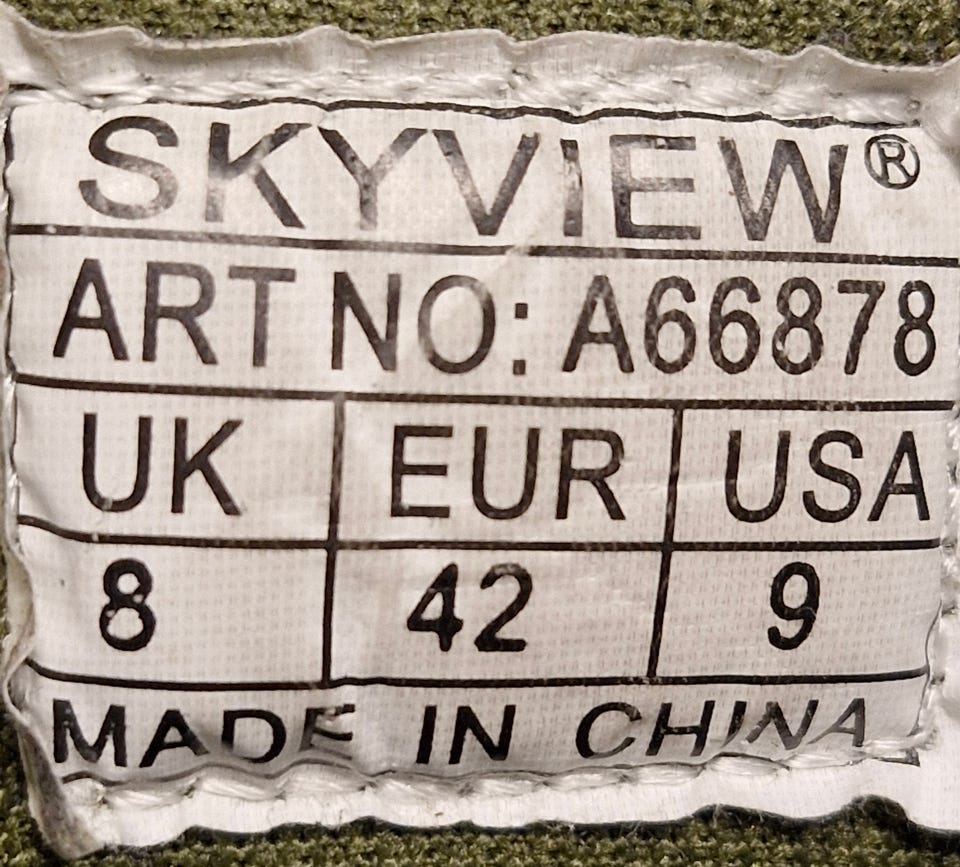 SKYVIEW®
ART NO: A66878
UK EUR USA
8 42 9
MADE IN CHINA